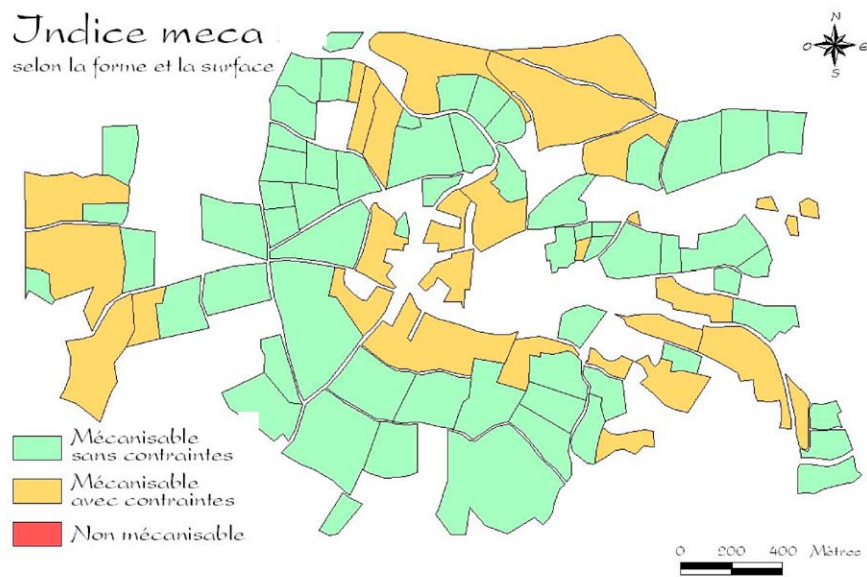 Indice meca
selon la forme et la surface
N
O E
S
Mécanisable
sans contraintes
Mécanisable
avec contraintes
Non mécanisable
0 200 400 Mètres